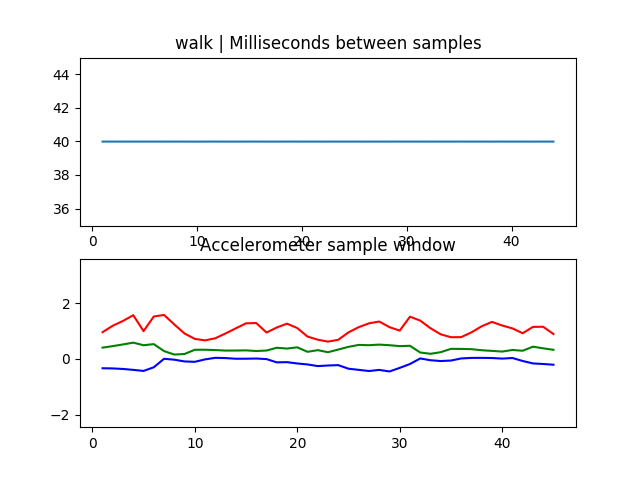 walk | Milliseconds between samples
44
42
40
38
36
0 10 20 30 40
Accelerometer sample window
2
0
−2
0 10 20 30 40